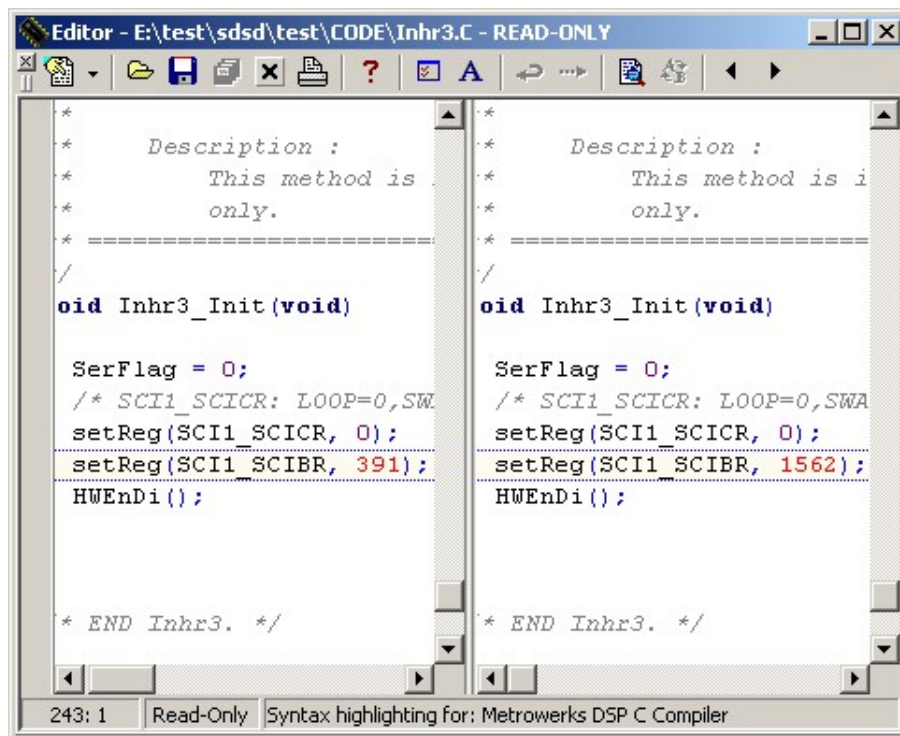 Editor - E:\test\sdsd\test\CODE\Inhr3.C - READ-ONLY
*
* Description :
* This method is
* only.
* ============================
/
oid Inhr3_Init(void)
SerFlag = 0;
/* SCI1_SCICR: LOOP=0,SW
setReg(SCI1_SCICR, 0);
setReg(SCI1_SCIBR, 391);
HWEnDi();
* END Inhr3. */
*
* Description :
* This method is i
* only.
* ============================
/
oid Inhr3_Init(void)
SerFlag = 0;
/* SCI1_SCICR: LOOP=0,SWA
setReg(SCI1_SCICR, 0);
setReg(SCI1_SCIBR, 1562);
HWEnDi();
* END Inhr3. */
243: 1 Read-Only Syntax highlighting for: Metrowerks DSP C Compiler